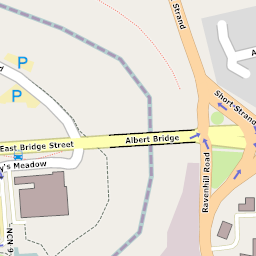 Strand
P
P
Short Strand
Albert Bridge
East Bridge Street
y's Meadow
Ravenhill Road
NCN 9